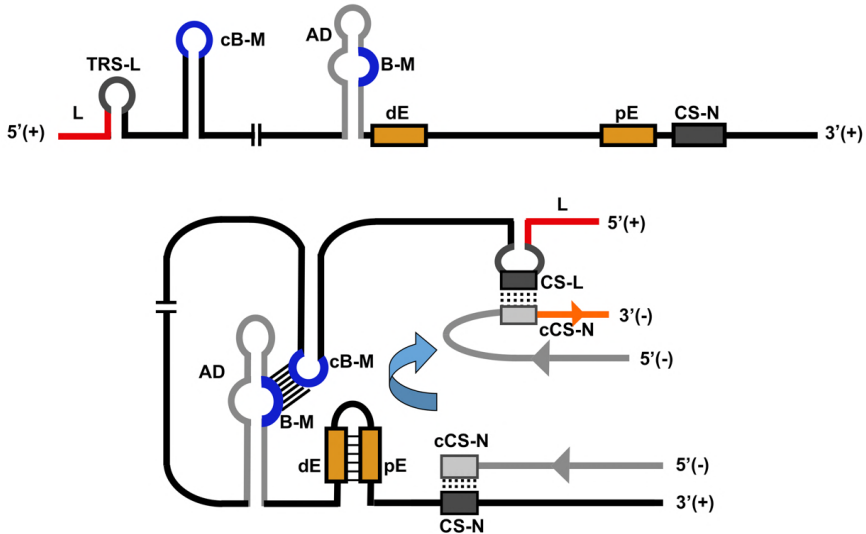 AD
cB-M
TRS-L
B-M
L
dE
pE
CS-N
5'(+)
3'(+)
L
5'(+)
CS-L
cCS-N
3'(-)
5'(-)
AD
cB-M
B-M
dE
pE
cCS-N
5'(-)
3'(+)
CS-N